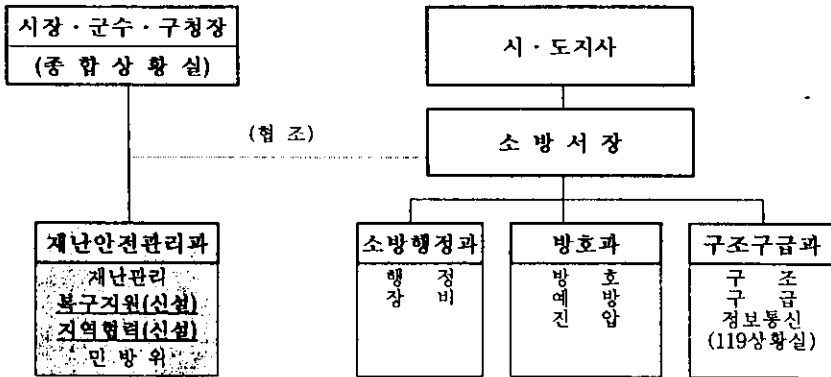 시장 · 군수 · 구청장
(종 합 상 황 실)
시 · 도지사
(협 조)
소 방 서 장
재난안전관리과
재난관리
복구지원(신설)
지역협력(신설)
민 방 위
소방행정과
행 정
장 비
방호과
방 호
예 방
진 압
구조구급과
구 조
구 급
정보통신
(119상황실)